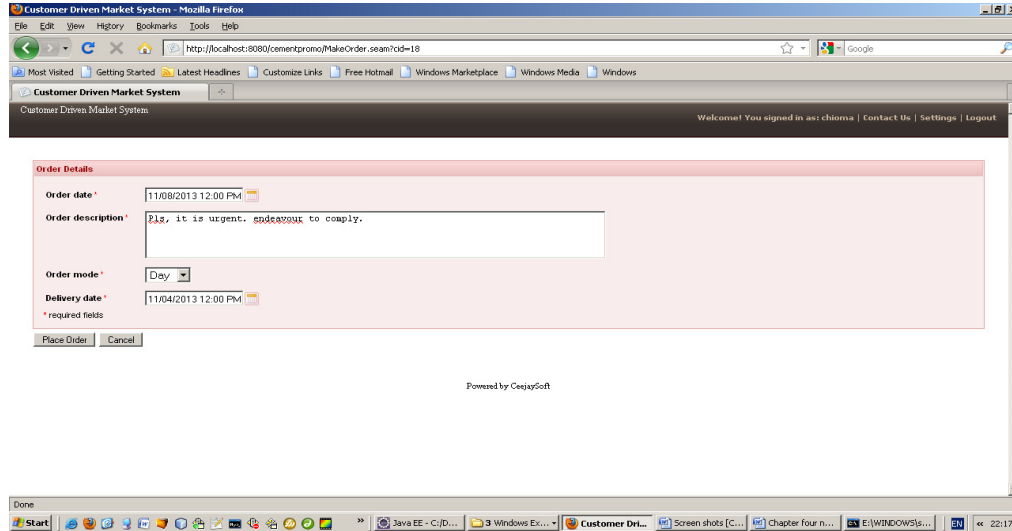 Customer Driven Market System - Mozilla Firefox
File Edit View History Bookmarks Tools Help
http://localhost:8080/cementpromo/MakeOrder.seam?cid=18
Google
Most Visited Getting Started Latest Headlines Customize Links Free Hotmail Windows Marketplace Windows Media Windows
Customer Driven Market System
Customer Driven Market System
Welcome! You signed in as: chioma | Contact Us | Settings | Logout
Order Details
Order date * 11/08/2013 12:00 PM
Order description * Pls, it is urgent. endeavour to comply.
Order mode * Day
Delivery date * 11/04/2013 12:00 PM
* required fields
Place Order Cancel
Powered by CeejaySoft
Done
Start » Java EE - C:/D... 3 Windows Ex... Customer Dri... Screen shots [C... Chapter four n... E:\WINDOWS\s... EN « 22:17